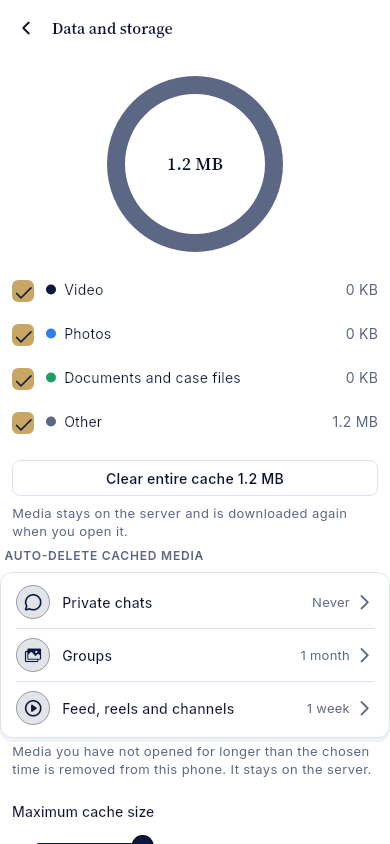 Data and storage
1.2 MB
Video 0 KB
Photos 0 KB
Documents and case files 0 KB
Other 1.2 MB
Clear entire cache 1.2 MB
Media stays on the server and is downloaded again
when you open it.
AUTO-DELETE CACHED MEDIA
Private chats Never
Groups 1 month
Feed, reels and channels 1 week
Media you have not opened for longer than the chosen
time is removed from this phone. It stays on the server.
Maximum cache size